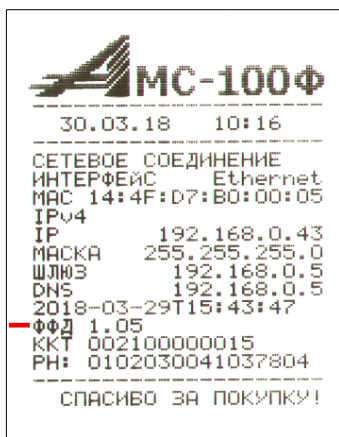 АМС-100Ф
30.03.18 10:16
СЕТЕВОЕ СОЕДИНЕНИЕ
ИНТЕРФЕЙС Ethernet
MAC 14:4F:D7:B0:00:05
IPv4
IP 192.168.0.43
МАСКА 255.255.255.0
ШЛЮЗ 192.168.0.5
DNS 192.168.0.5
2018-03-29T15:43:47
ФФД 1.05
ККТ 002100000015
РН: 0102030041037804
СПАСИБО ЗА ПОКУПКУ!